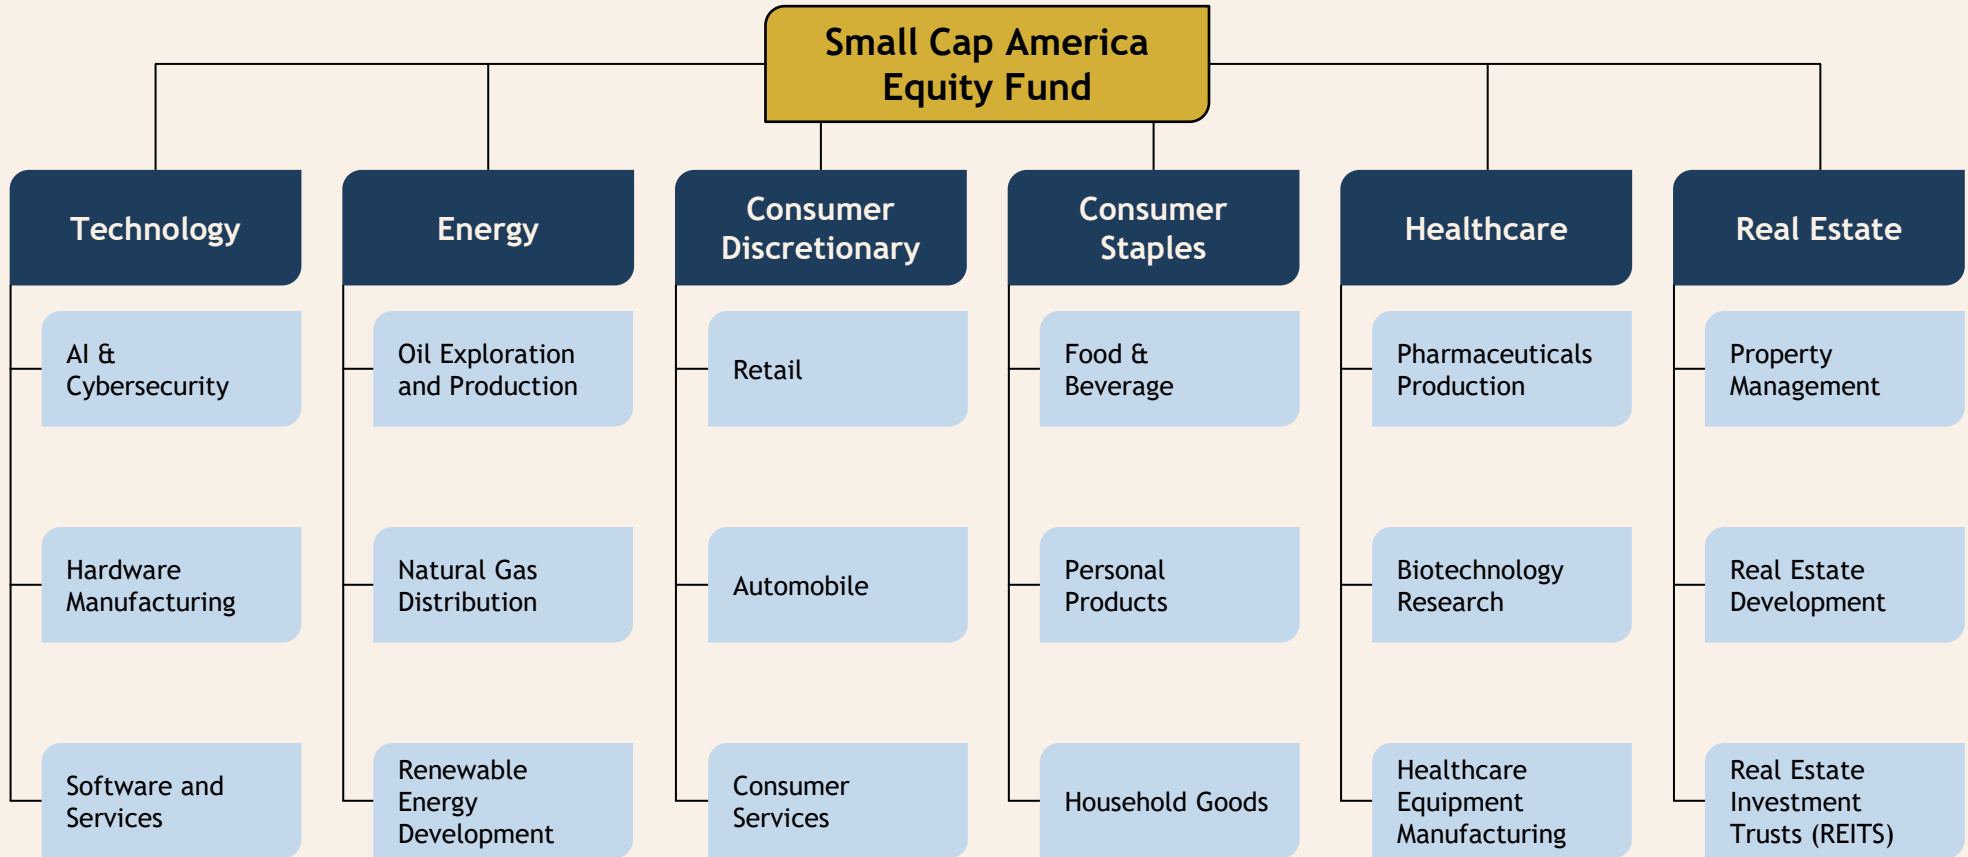 Small Cap America
Equity Fund
Technology
Energy
Consumer
Discretionary
Consumer
Staples
Healthcare
Real Estate
AI &
Cybersecurity
Oil Exploration
and Production
Retail
Food &
Beverage
Pharmaceuticals
Production
Property
Management
Hardware
Manufacturing
Natural Gas
Distribution
Automobile
Personal
Products
Biotechnology
Research
Real Estate
Development
Software and
Services
Renewable
Energy
Development
Consumer
Services
Household Goods
Healthcare
Equipment
Manufacturing
Real Estate
Investment
Trusts (REITS)